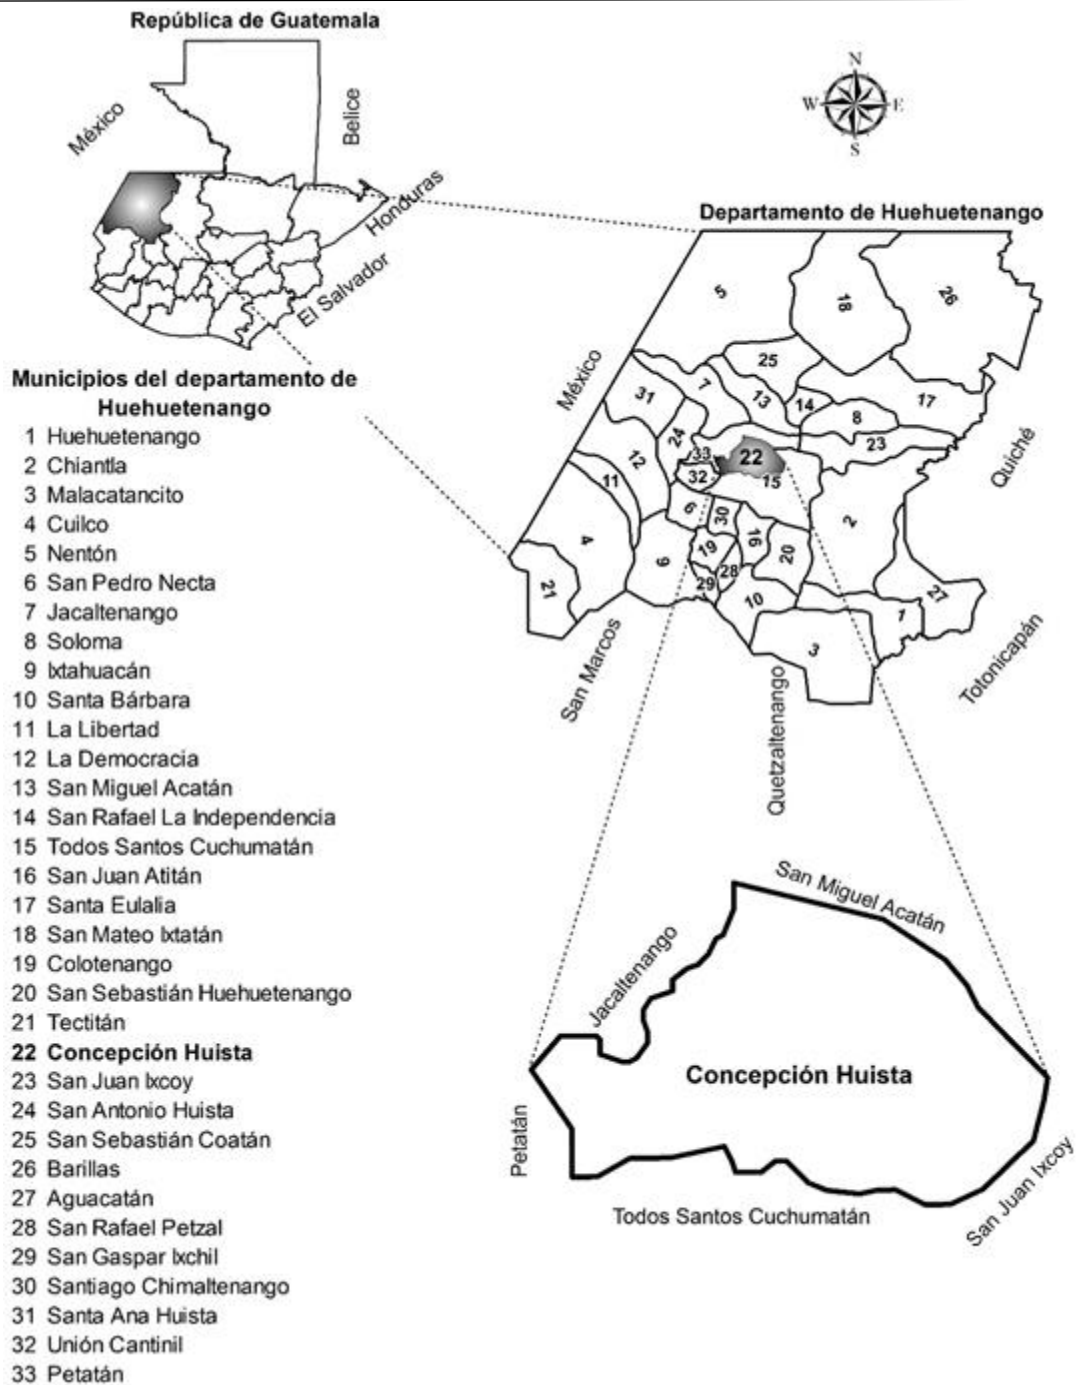 República de Guatemala
México
Belice
Honduras
El Salvador
N
W E
S
Departamento de Huehuetenango
5
18
26
México
25
7
31
13
14
17
8
24
23
33
22
12
32
15
11
Quiché
6
30
2
4
16
19
20
9
28
29
21
27
10
1
3
San Marcos
Quetzaltenango
Totonicapán
Municipios del departamento de
Huehuetenango
1 Huehuetenango
2 Chiantla
3 Malacatancito
4 Cuilco
5 Nentón
6 San Pedro Necta
7 Jacaltenango
8 Soloma
9 Ixtahuacán
10 Santa Bárbara
11 La Libertad
12 La Democracia
13 San Miguel Acatán
14 San Rafael La Independencia
15 Todos Santos Cuchumatán
16 San Juan Atitán
17 Santa Eulalia
18 San Mateo Ixtatán
19 Colotenango
20 San Sebastián Huehuetenango
21 Tectitán
22 Concepción Huista
23 San Juan Ixcoy
24 San Antonio Huista
25 San Sebastián Coatán
26 Barillas
27 Aguacatán
28 San Rafael Petzal
29 San Gaspar Ixchil
30 Santiago Chimaltenango
31 Santa Ana Huista
32 Unión Cantinil
33 Petatán
San Miguel Acatán
Jacaltenango
Concepción Huista
Petatán
San Juan Ixcoy
Todos Santos Cuchumatán